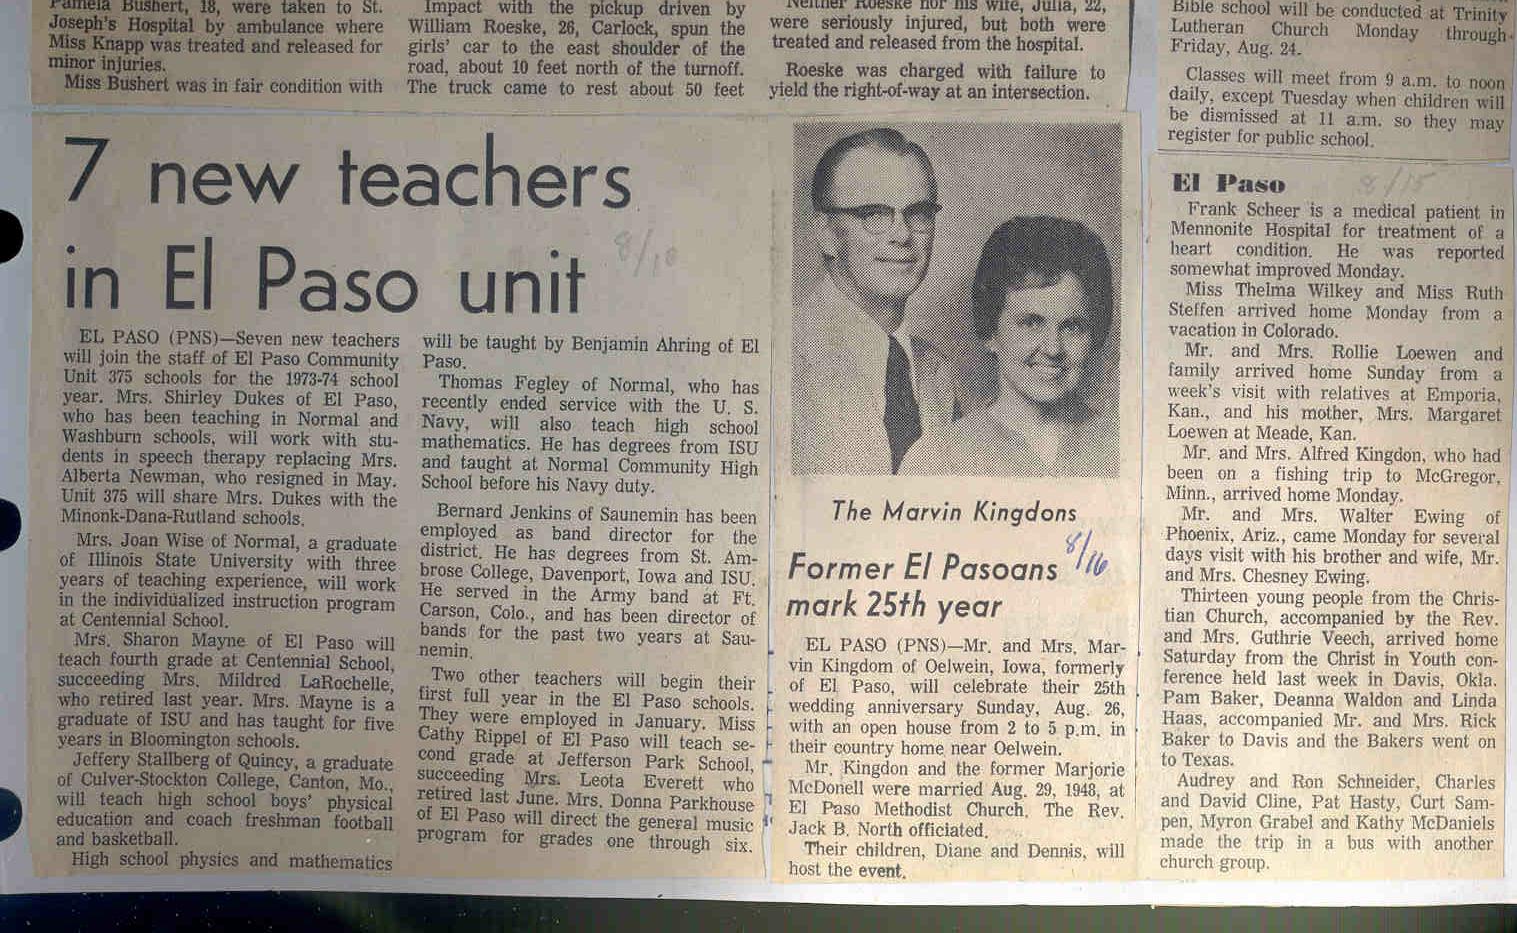 Pamela Bushert, 18, were taken to St.
Joseph's Hospital by ambulance where
Miss Knapp was treated and released for
minor injuries.
Miss Bushert was in fair condition with
Impact with the pickup driven by
William Roeske, 26, Carlock, spun the
girls' car to the east shoulder of the
road, about 10 feet north of the turnoff.
The truck came to rest about 50 feet
Neither Roeske nor his wife, Julia, 22,
were seriously injured, but both were
treated and released from the hospital.
Roeske was charged with failure to
yield the right-of-way at an intersection.
Bible school will be conducted at Trinity
Lutheran Church Monday through
Friday, Aug. 24.
Classes will meet from 9 a.m. to noon
daily, except Tuesday when children will
be dismissed at 11 a.m. so they may
register for public school.
7 new teachers
in El Paso unit
8/10
EL PASO (PNS)—Seven new teachers
will join the staff of El Paso Community
Unit 375 schools for the 1973-74 school
year. Mrs. Shirley Dukes of El Paso,
who has been teaching in Normal and
Washburn schools, will work with stu-
dents in speech therapy replacing Mrs.
Alberta Newman, who resigned in May.
Unit 375 will share Mrs. Dukes with the
Minonk-Dana-Rutland schools.
Mrs. Joan Wise of Normal, a graduate
of Illinois State University with three
years of teaching experience, will work
in the individualized instruction program
at Centennial School.
Mrs. Sharon Mayne of El Paso will
teach fourth grade at Centennial School,
succeeding Mrs. Mildred LaRochelle,
who retired last year. Mrs. Mayne is a
graduate of ISU and has taught for five
years in Bloomington schools.
Jeffery Stallberg of Quincy, a graduate
of Culver-Stockton College, Canton, Mo.,
will teach high school boys' physical
education and coach freshman football
and basketball.
High school physics and mathematics
will be taught by Benjamin Ahring of El
Paso.
Thomas Fegley of Normal, who has
recently ended service with the U. S.
Navy, will also teach high school
mathematics. He has degrees from ISU
and taught at Normal Community High
School before his Navy duty.
Bernard Jenkins of Saunemin has been
employed as band director for the
district. He has degrees from St. Am-
brose College, Davenport, Iowa and ISU.
He served in the Army band at Ft.
Carson, Colo., and has been director of
bands for the past two years at Sau-
nemin.
Two other teachers will begin their
first full year in the El Paso schools.
They were employed in January. Miss
Cathy Rippel of El Paso will teach se-
cond grade at Jefferson Park School,
succeeding Mrs. Leota Everett who
retired last June. Mrs. Donna Parkhouse
of El Paso will direct the general music
program for grades one through six.
The Marvin Kingdons
Former El Pasoans
mark 25th year
8/16
EL PASO (PNS)—Mr. and Mrs. Mar-
vin Kingdom of Oelwein, Iowa, formerly
of El Paso, will celebrate their 25th
wedding anniversary Sunday, Aug. 26,
with an open house from 2 to 5 p.m. in
their country home near Oelwein.
Mr. Kingdon and the former Marjorie
McDonell were married Aug. 29, 1948, at
El Paso Methodist Church. The Rev.
Jack B. North officiated.
Their children, Diane and Dennis, will
host the event.
El Paso
8/15
Frank Scheer is a medical patient in
Mennonite Hospital for treatment of a
heart condition. He was reported
somewhat improved Monday.
Miss Thelma Wilkey and Miss Ruth
Steffen arrived home Monday from a
vacation in Colorado.
Mr. and Mrs. Rollie Loewen and
family arrived home Sunday from a
week's visit with relatives at Emporia,
Kan., and his mother, Mrs. Margaret
Loewen at Meade, Kan.
Mr. and Mrs. Alfred Kingdon, who had
been on a fishing trip to McGregor,
Minn., arrived home Monday.
Mr. and Mrs. Walter Ewing of
Phoenix, Ariz., came Monday for several
days visit with his brother and wife, Mr.
and Mrs. Chesney Ewing.
Thirteen young people from the Chris-
tian Church, accompanied by the Rev.
and Mrs. Guthrie Veech, arrived home
Saturday from the Christ in Youth con-
ference held last week in Davis, Okla.
Pam Baker, Deanna Waldon and Linda
Haas, accompanied Mr. and Mrs. Rick
Baker to Davis and the Bakers went on
to Texas.
Audrey and Ron Schneider, Charles
and David Cline, Pat Hasty, Curt Sam-
pen, Myron Grabel and Kathy McDaniels
made the trip in a bus with another
church group.